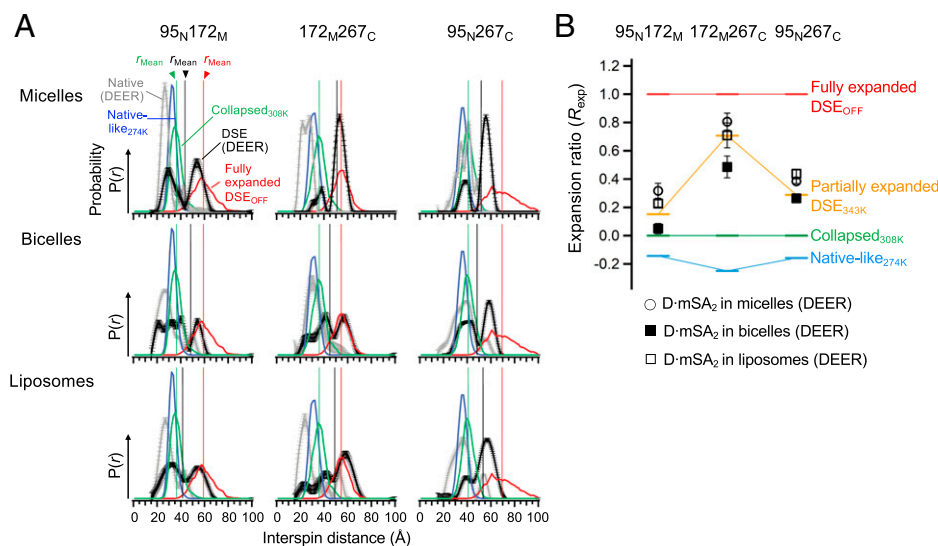 A
95N172M
172M267C
95N267C
rMean rMean rMean
Micelles
Native
(DEER)
Native-
like274K
Collapsed308K
DSE
(DEER)
Fully
expanded
DSEOFF
Probability
P(r)
Bicelles
P(r)
Liposomes
P(r)
0 20 40 60 80 100
0 20 40 60 80 100
0 20 40 60 80 100
Interspin distance (Å)
B
95N172M
172M267C
95N267C
Expansion ratio (Rexp)
1.2
1.0
0.8
0.6
0.4
0.2
0.0
-0.2
Fully expanded
DSEOFF
Partially expanded
DSE343K
Collapsed308K
Native-like274K
D·mSA2 in micelles (DEER)
D·mSA2 in bicelles (DEER)
D·mSA2 in liposomes (DEER)